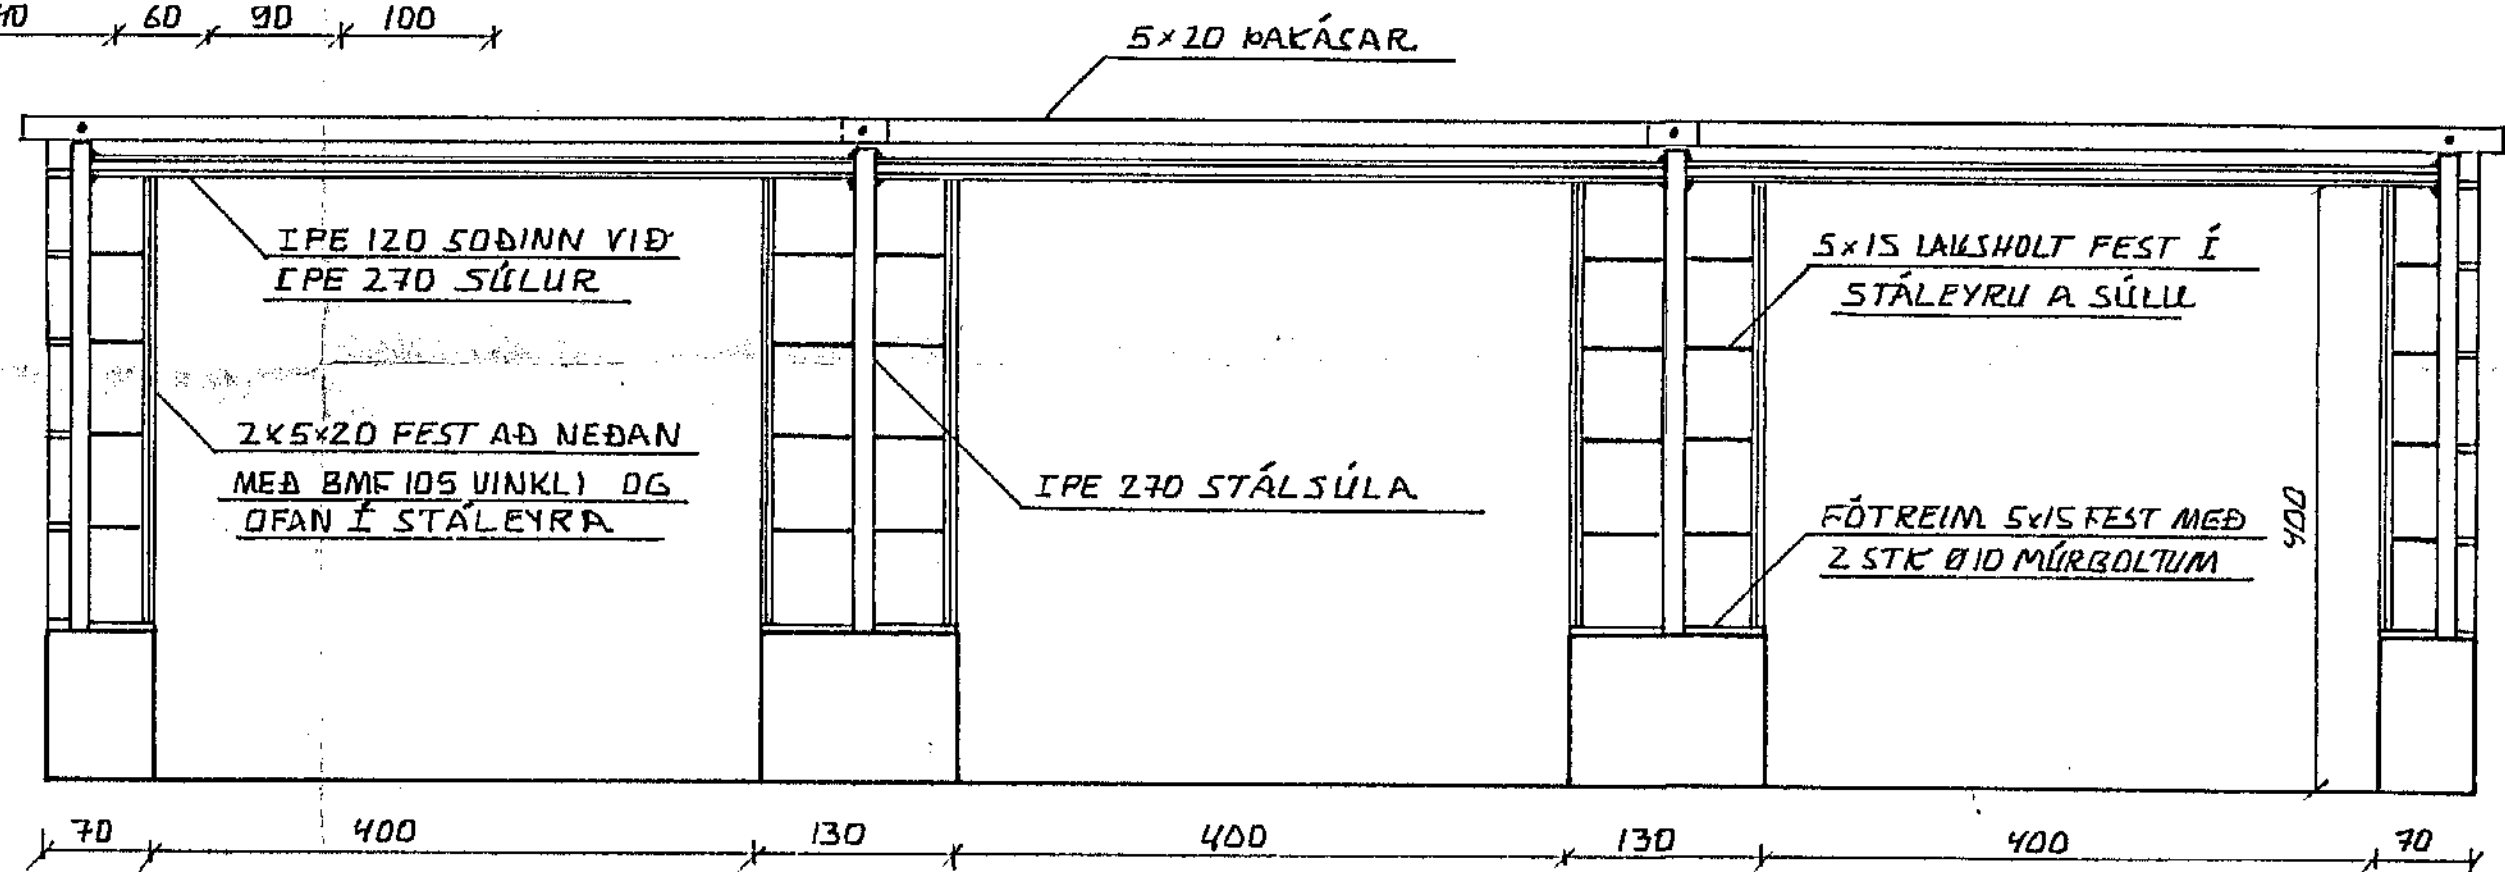 60 90 100
5×20 ÞAKÁSAR
IPE 120 SOÐINN VIÐ
IPE 270 SÚLUR
5×15 LAUSHOLT FEST Í
STÁLEYRU A SÚLU
2×5×20 FEST AÐ NEÐAN
MEÐ BMF 105 VINKLI OG
OFAN Í STÁLEYRA
IPE 270 STÁLSÚLA
FÓTREIM 5×15 FEST MEÐ
2 STK Ø10 MÚRBOLTUM
400
70 400 130 400 130 400 70